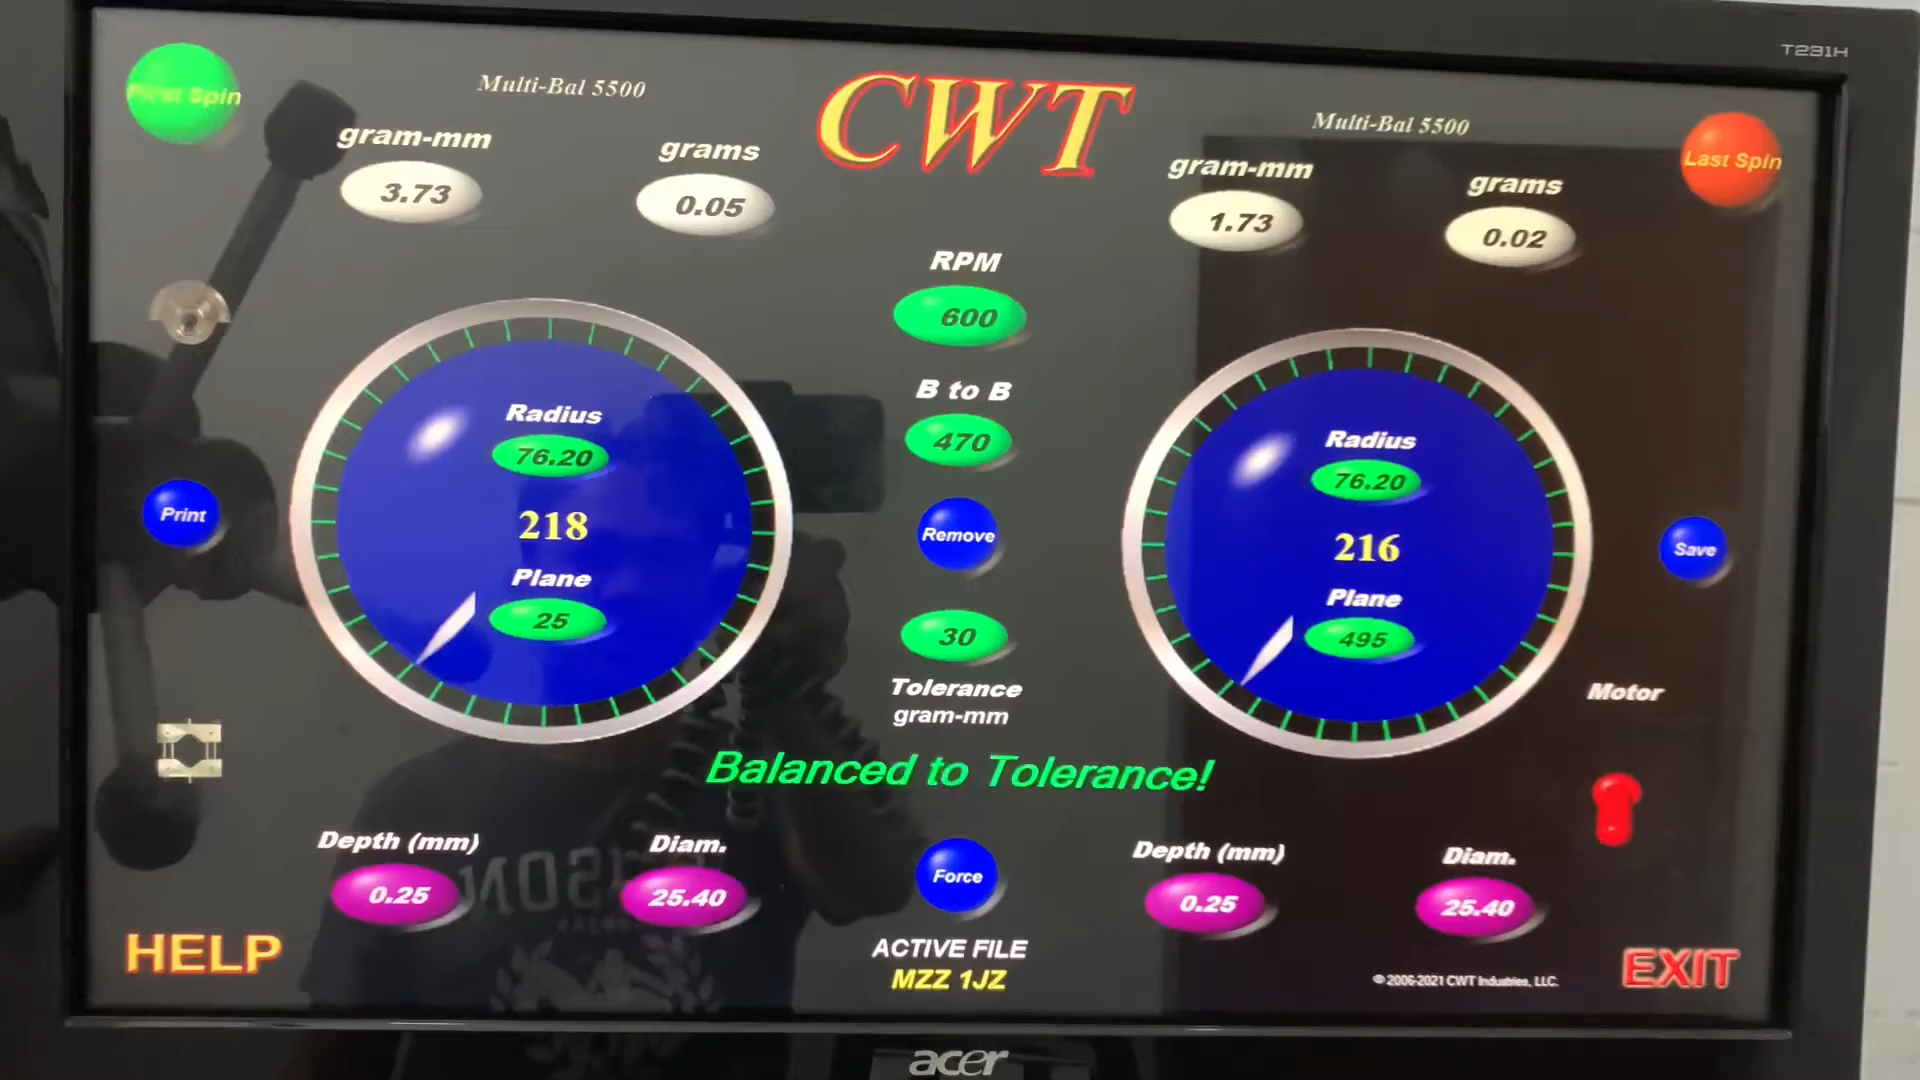 T231H
First Spin
Multi-Bal 5500
CWT
Multi-Bal 5500
Last Spin
gram-mm
3.73
grams
0.05
gram-mm
1.73
grams
0.02
RPM
600
B to B
470
Remove
30
Tolerance
gram-mm
Radius
76.20
218
Plane
25
Radius
76.20
216
Plane
495
Print
Save
Motor
Balanced to Tolerance!
Depth (mm)
0.25
Diam.
25.40
Force
Depth (mm)
0.25
Diam.
25.40
HELP
ACTIVE FILE
MZZ 1JZ
© 2006-2021 CWT Industries, LLC.
EXIT
acer